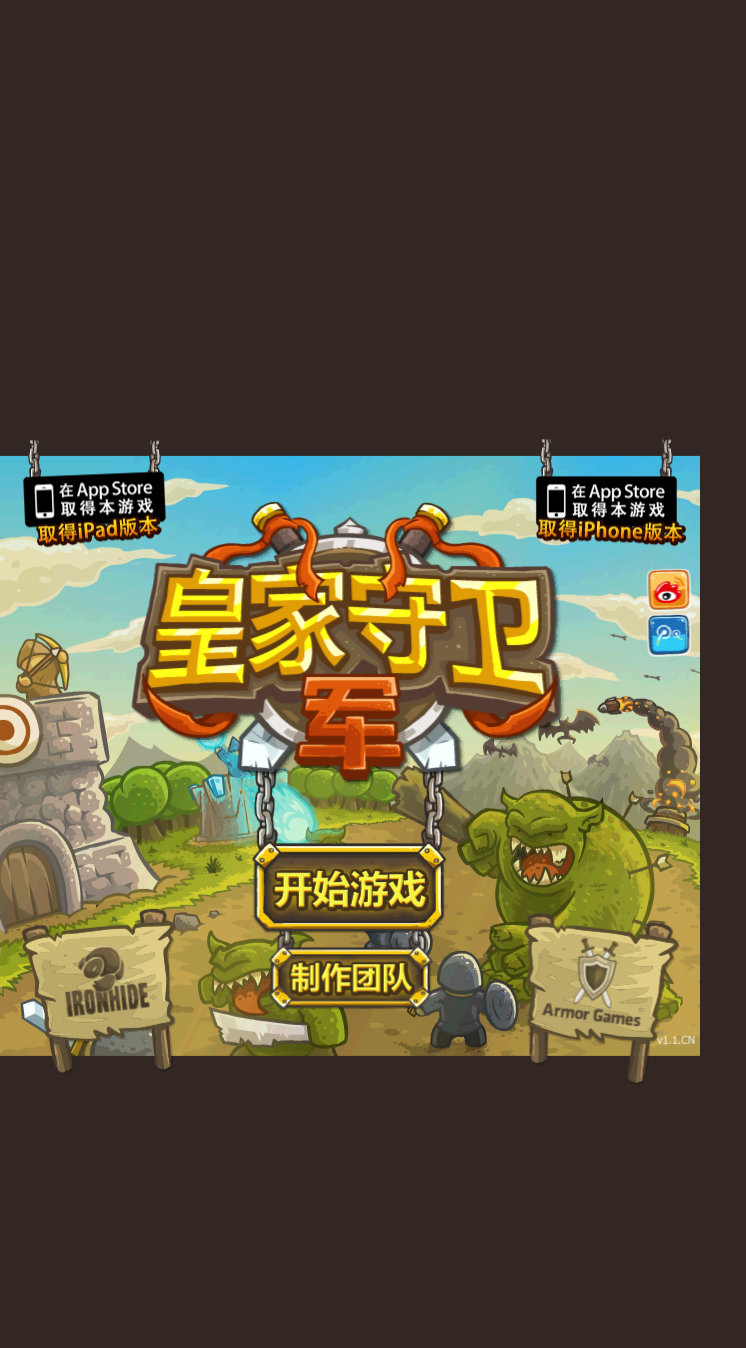 在 App Store
取得本游戏
取得iPad版本
在 App Store
取得本游戏
取得iPhone版本
皇家守卫
军
开始游戏
制作团队
IRONHIDE
Armor Games
v1.1.CN